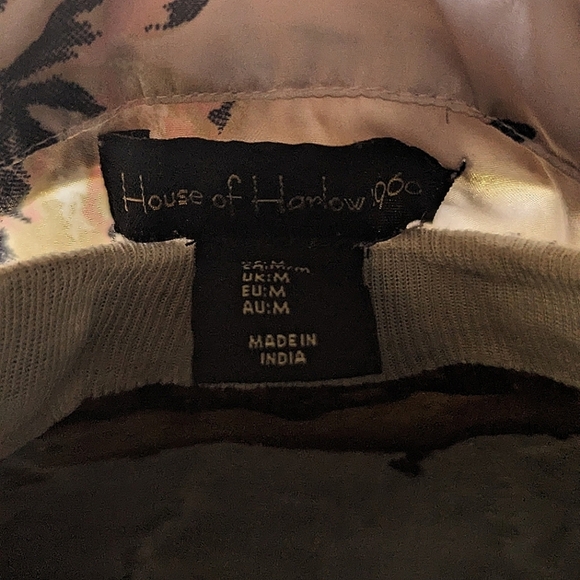 House of Harlow 1960
UK:M
EU:M
AU:M
MADE IN
INDIA